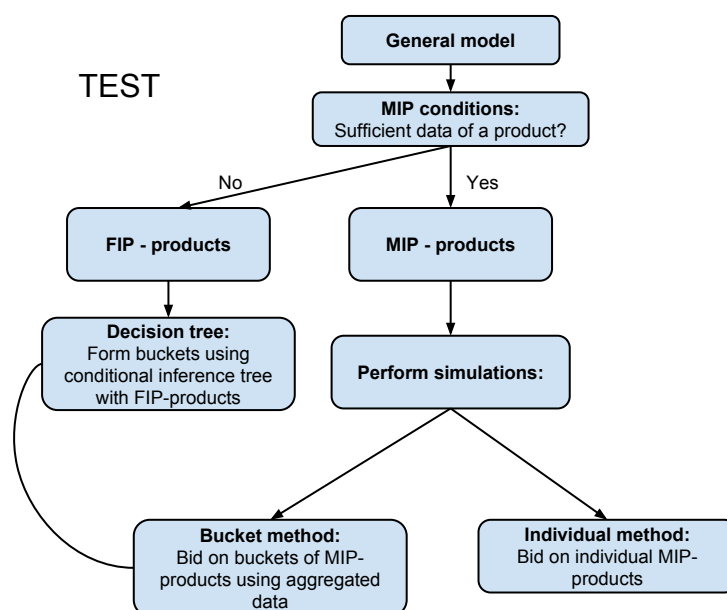 General model
TEST
MIP conditions:
Sufficient data of a product?
No
Yes
FIP - products
MIP - products
Decision tree:
Form buckets using
conditional inference tree
with FIP-products
Perform simulations:
Bucket method:
Bid on buckets of MIP-
products using aggregated
data
Individual method:
Bid on individual MIP-
products